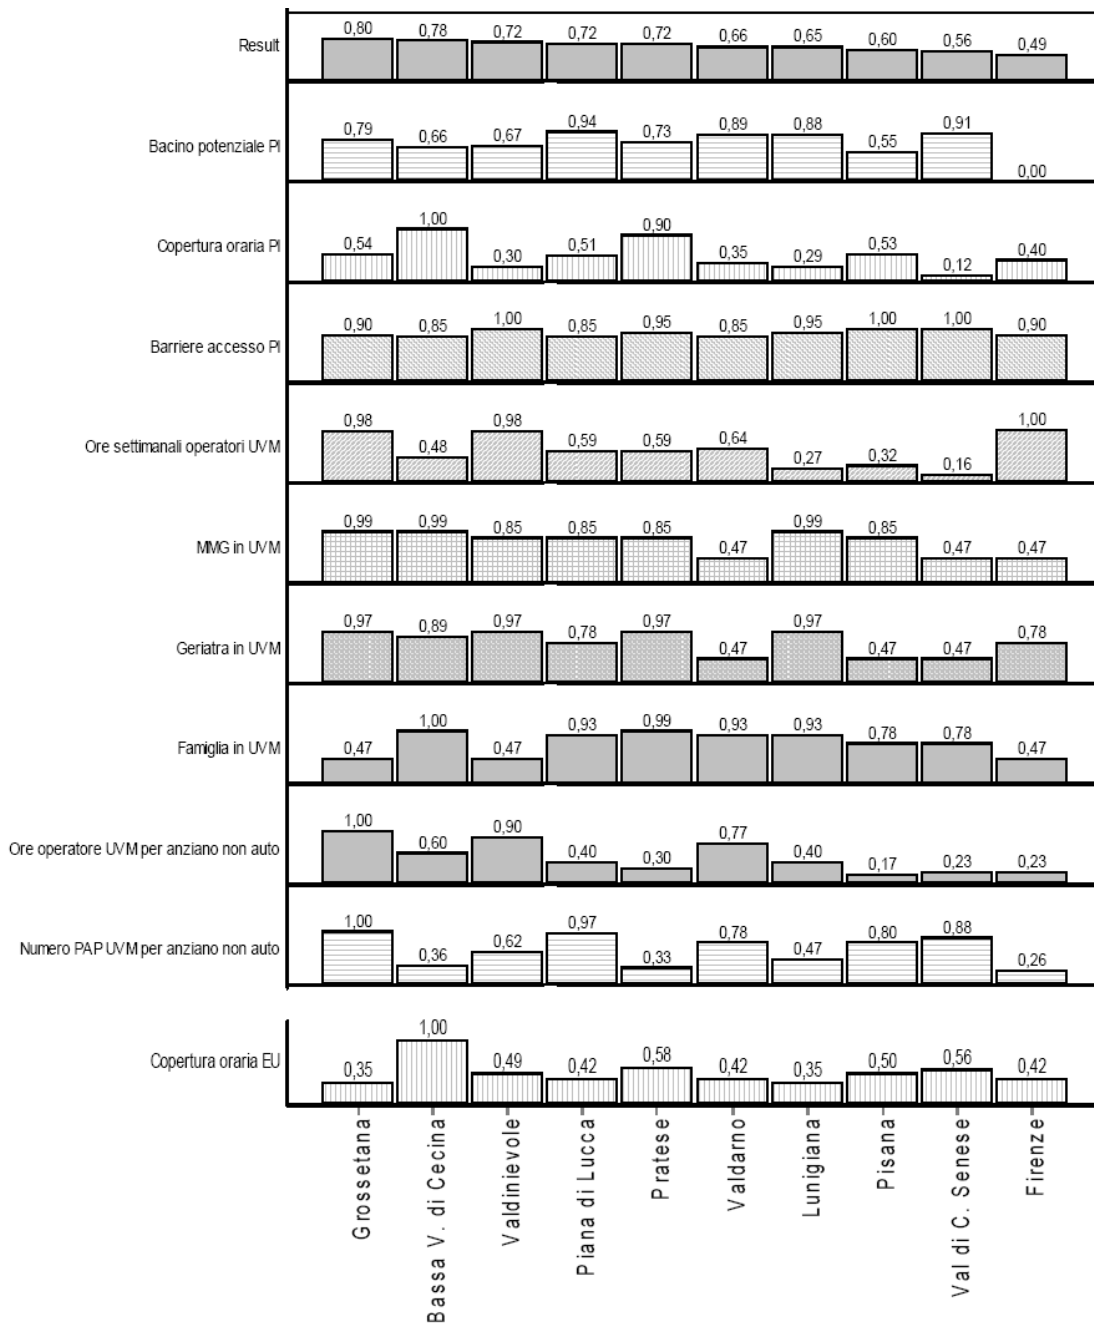 Result
0,80 0,78 0,72 0,72 0,72 0,66 0,65 0,60 0,56 0,49
Bacino potenziale PI
0,79 0,66 0,67 0,94 0,73 0,89 0,88 0,55 0,91 0,00
Copertura oraria PI
0,54 1,00 0,30 0,51 0,90 0,35 0,29 0,53 0,12 0,40
Barriere accesso PI
0,90 0,85 1,00 0,85 0,95 0,85 0,95 1,00 1,00 0,90
Ore settimanali operatori UVM
0,98 0,48 0,98 0,59 0,59 0,64 0,27 0,32 0,16 1,00
MMG in UVM
0,99 0,99 0,85 0,85 0,85 0,47 0,99 0,85 0,47 0,47
Geriatra in UVM
0,97 0,89 0,97 0,78 0,97 0,47 0,97 0,47 0,47 0,78
Famiglia in UVM
0,47 1,00 0,47 0,93 0,99 0,93 0,93 0,78 0,78 0,47
Ore operatore UVM per anziano non auto
1,00 0,60 0,90 0,40 0,30 0,77 0,40 0,17 0,23 0,23
Numero PAP UVM per anziano non auto
1,00 0,36 0,62 0,97 0,33 0,78 0,47 0,80 0,88 0,26
Copertura oraria EU
0,35 1,00 0,49 0,42 0,58 0,42 0,35 0,50 0,56 0,42
Grossetana
Bassa V. di Cecina
Valdinievole
Piana di Lucca
Pratese
Valdarno
Lunigiana
Pisana
Val di C. Senese
Firenze